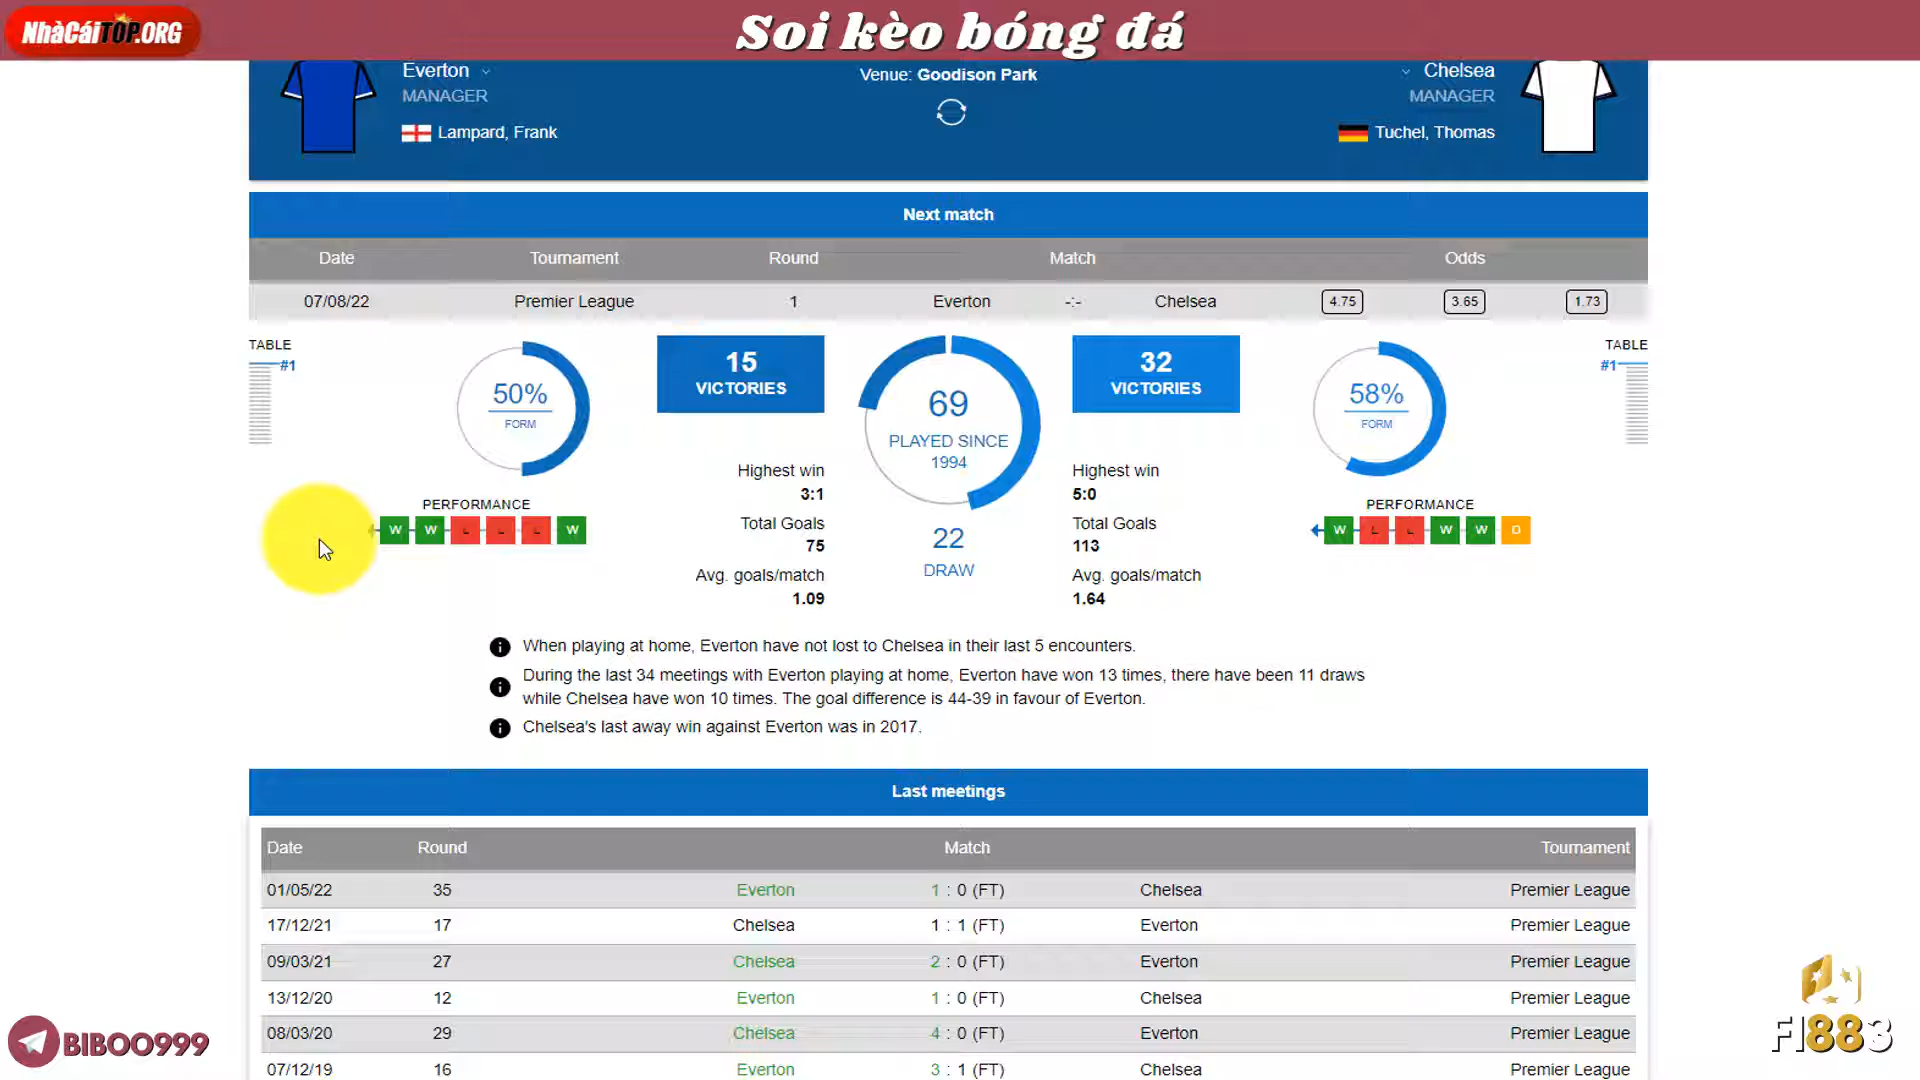 NhàCáiTOP.ORG
Soi kèo bóng đá
Everton
Venue: Goodison Park
Chelsea
MANAGER
MANAGER
Lampard, Frank
Tuchel, Thomas
Next match
Date Tournament Round Match Odds
07/08/22 Premier League 1 Everton -:- Chelsea 4.75 3.65 1.73
TABLE
#1
50%
FORM
PERFORMANCE
W W L L L W
15
VICTORIES
Highest win
3:1
Total Goals
75
Avg. goals/match
1.09
69
PLAYED SINCE
1994
22
DRAW
32
VICTORIES
Highest win
5:0
Total Goals
113
Avg. goals/match
1.64
58%
FORM
PERFORMANCE
W L L W W D
TABLE
#1
When playing at home, Everton have not lost to Chelsea in their last 5 encounters.
During the last 34 meetings with Everton playing at home, Everton have won 13 times, there have been 11 draws
while Chelsea have won 10 times. The goal difference is 44-39 in favour of Everton.
Chelsea's last away win against Everton was in 2017.
Last meetings
Date Round Match Tournament
01/05/22 35 Everton 1 : 0 (FT) Chelsea Premier League
17/12/21 17 Chelsea 1 : 1 (FT) Everton Premier League
09/03/21 27 Chelsea 2 : 0 (FT) Everton Premier League
13/12/20 12 Everton 1 : 0 (FT) Chelsea Premier League
08/03/20 29 Chelsea 4 : 0 (FT) Everton Premier League
07/12/19 16 Everton 3 : 1 (FT) Chelsea Premier League
BIBOO999
FI883